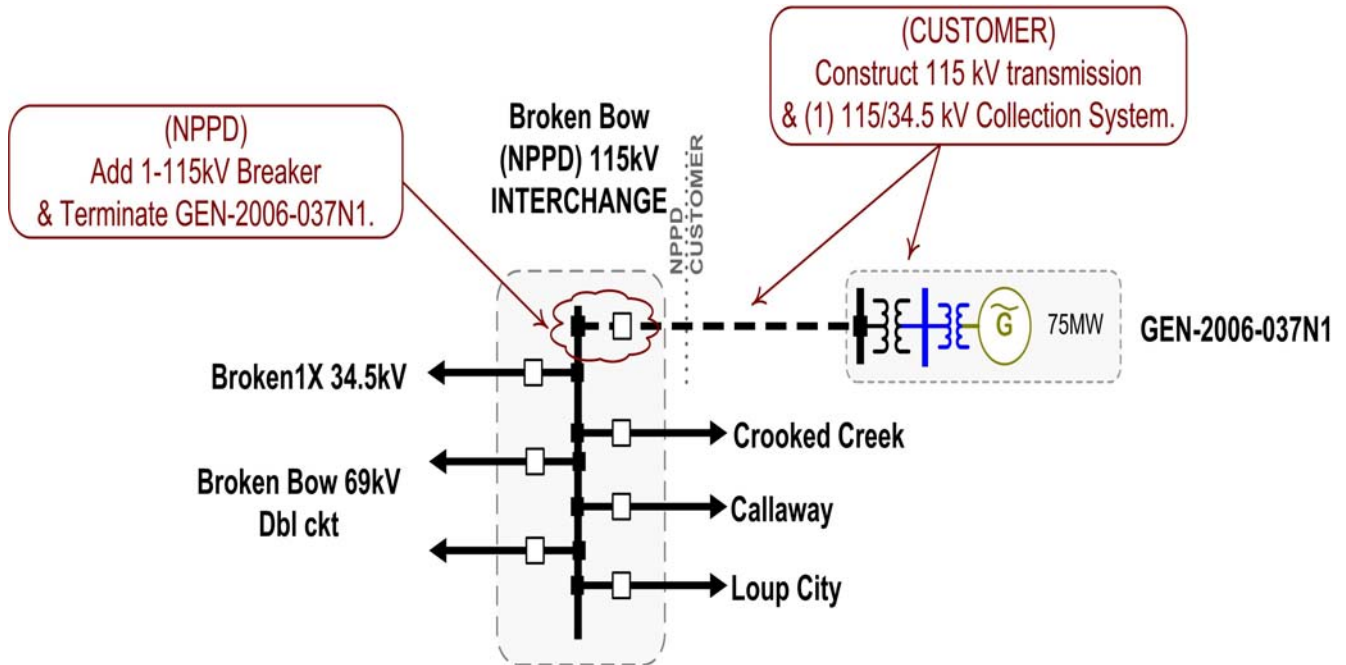 (CUSTOMER)
Construct 115 kV transmission
& (1) 115/34.5 kV Collection System.
(NPPD)
Add 1-115kV Breaker
& Terminate GEN-2006-037N1.
Broken Bow
(NPPD) 115kV
INTERCHANGE
NPPD
CUSTOMER
G
75MW
GEN-2006-037N1
Broken1X 34.5kV
Crooked Creek
Broken Bow 69kV
Dbl ckt
Callaway
Loup City